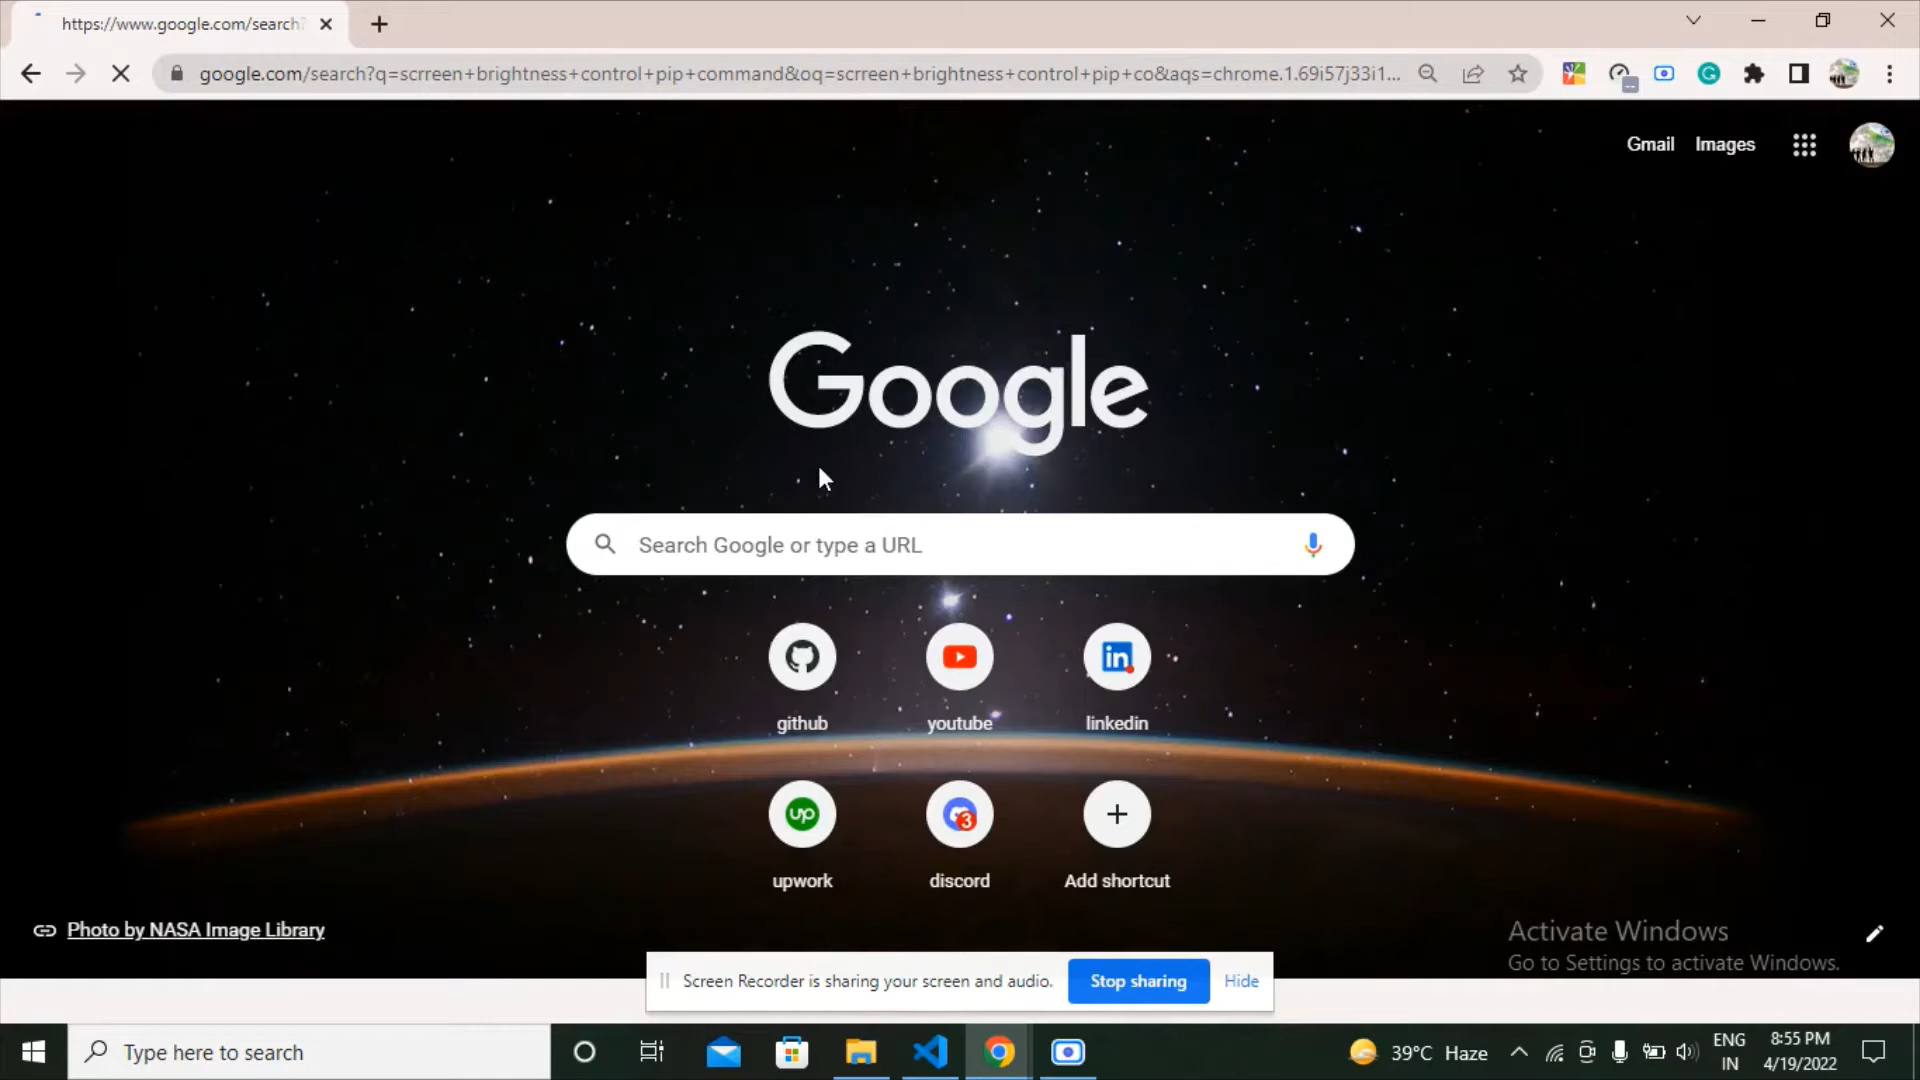 https://www.google.com/search?
google.com/search?q=scrreen+brightness+control+pip+command&oq=scrreen+brightness+control+pip+co&aqs=chrome.1.69i57j33i1...
Gmail Images
Google
Search Google or type a URL
github youtube linkedin
upwork discord Add shortcut
Photo by NASA Image Library
Activate Windows
Go to Settings to activate Windows.
Screen Recorder is sharing your screen and audio. Stop sharing Hide
Type here to search
39°C Haze
ENG
IN
8:55 PM
4/19/2022